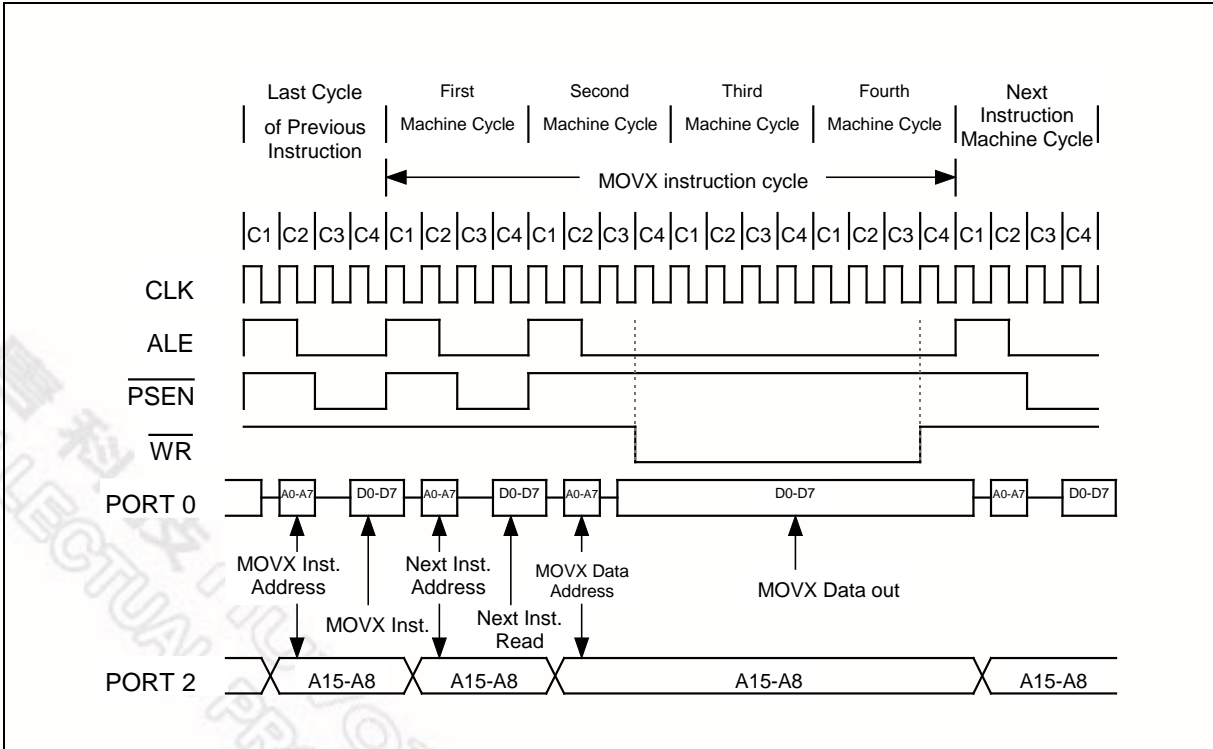 Last Cycle
of Previous
Instruction
First
Machine Cycle
Second
Machine Cycle
Third
Machine Cycle
Fourth
Machine Cycle
Next
Instruction
Machine Cycle
MOVX instruction cycle
C1 C2 C3 C4 C1 C2 C3 C4 C1 C2 C3 C4 C1 C2 C3 C4 C1 C2 C3 C4 C1 C2 C3 C4
CLK
ALE
PSEN
WR
PORT 0
A0-A7 D0-D7 A0-A7 D0-D7 A0-A7 D0-D7 A0-A7 D0-D7
MOVX Inst.
Address
Next Inst.
Address
MOVX Data
Address
MOVX Data out
MOVX Inst.
Next Inst.
Read
PORT 2
A15-A8 A15-A8 A15-A8 A15-A8